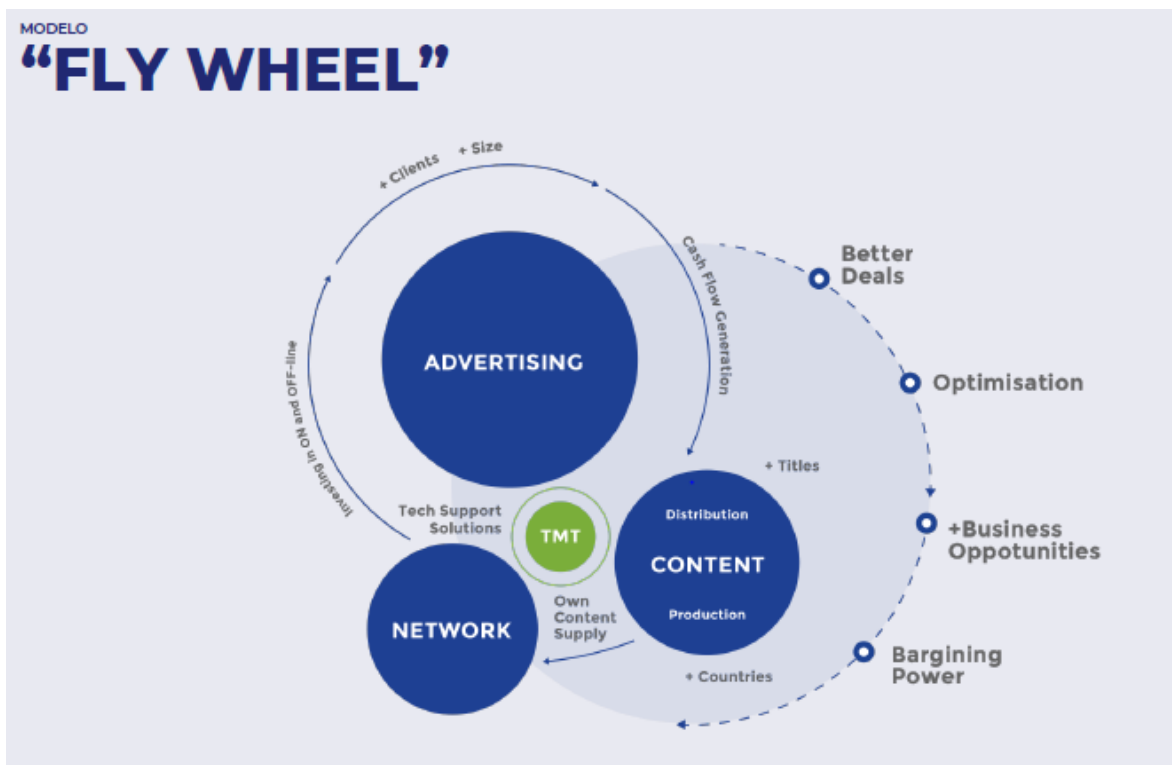 MODELO
“FLY WHEEL”
+ Clients
+ Size
Cash Flow Generation
Investing in ON and OFF-line
ADVERTISING
Better
Deals
Optimisation
+ Titles
Distribution
CONTENT
Production
Tech Support
Solutions
TMT
+Business
Oppotunities
Own
Content
Supply
NETWORK
+ Countries
Bargining
Power